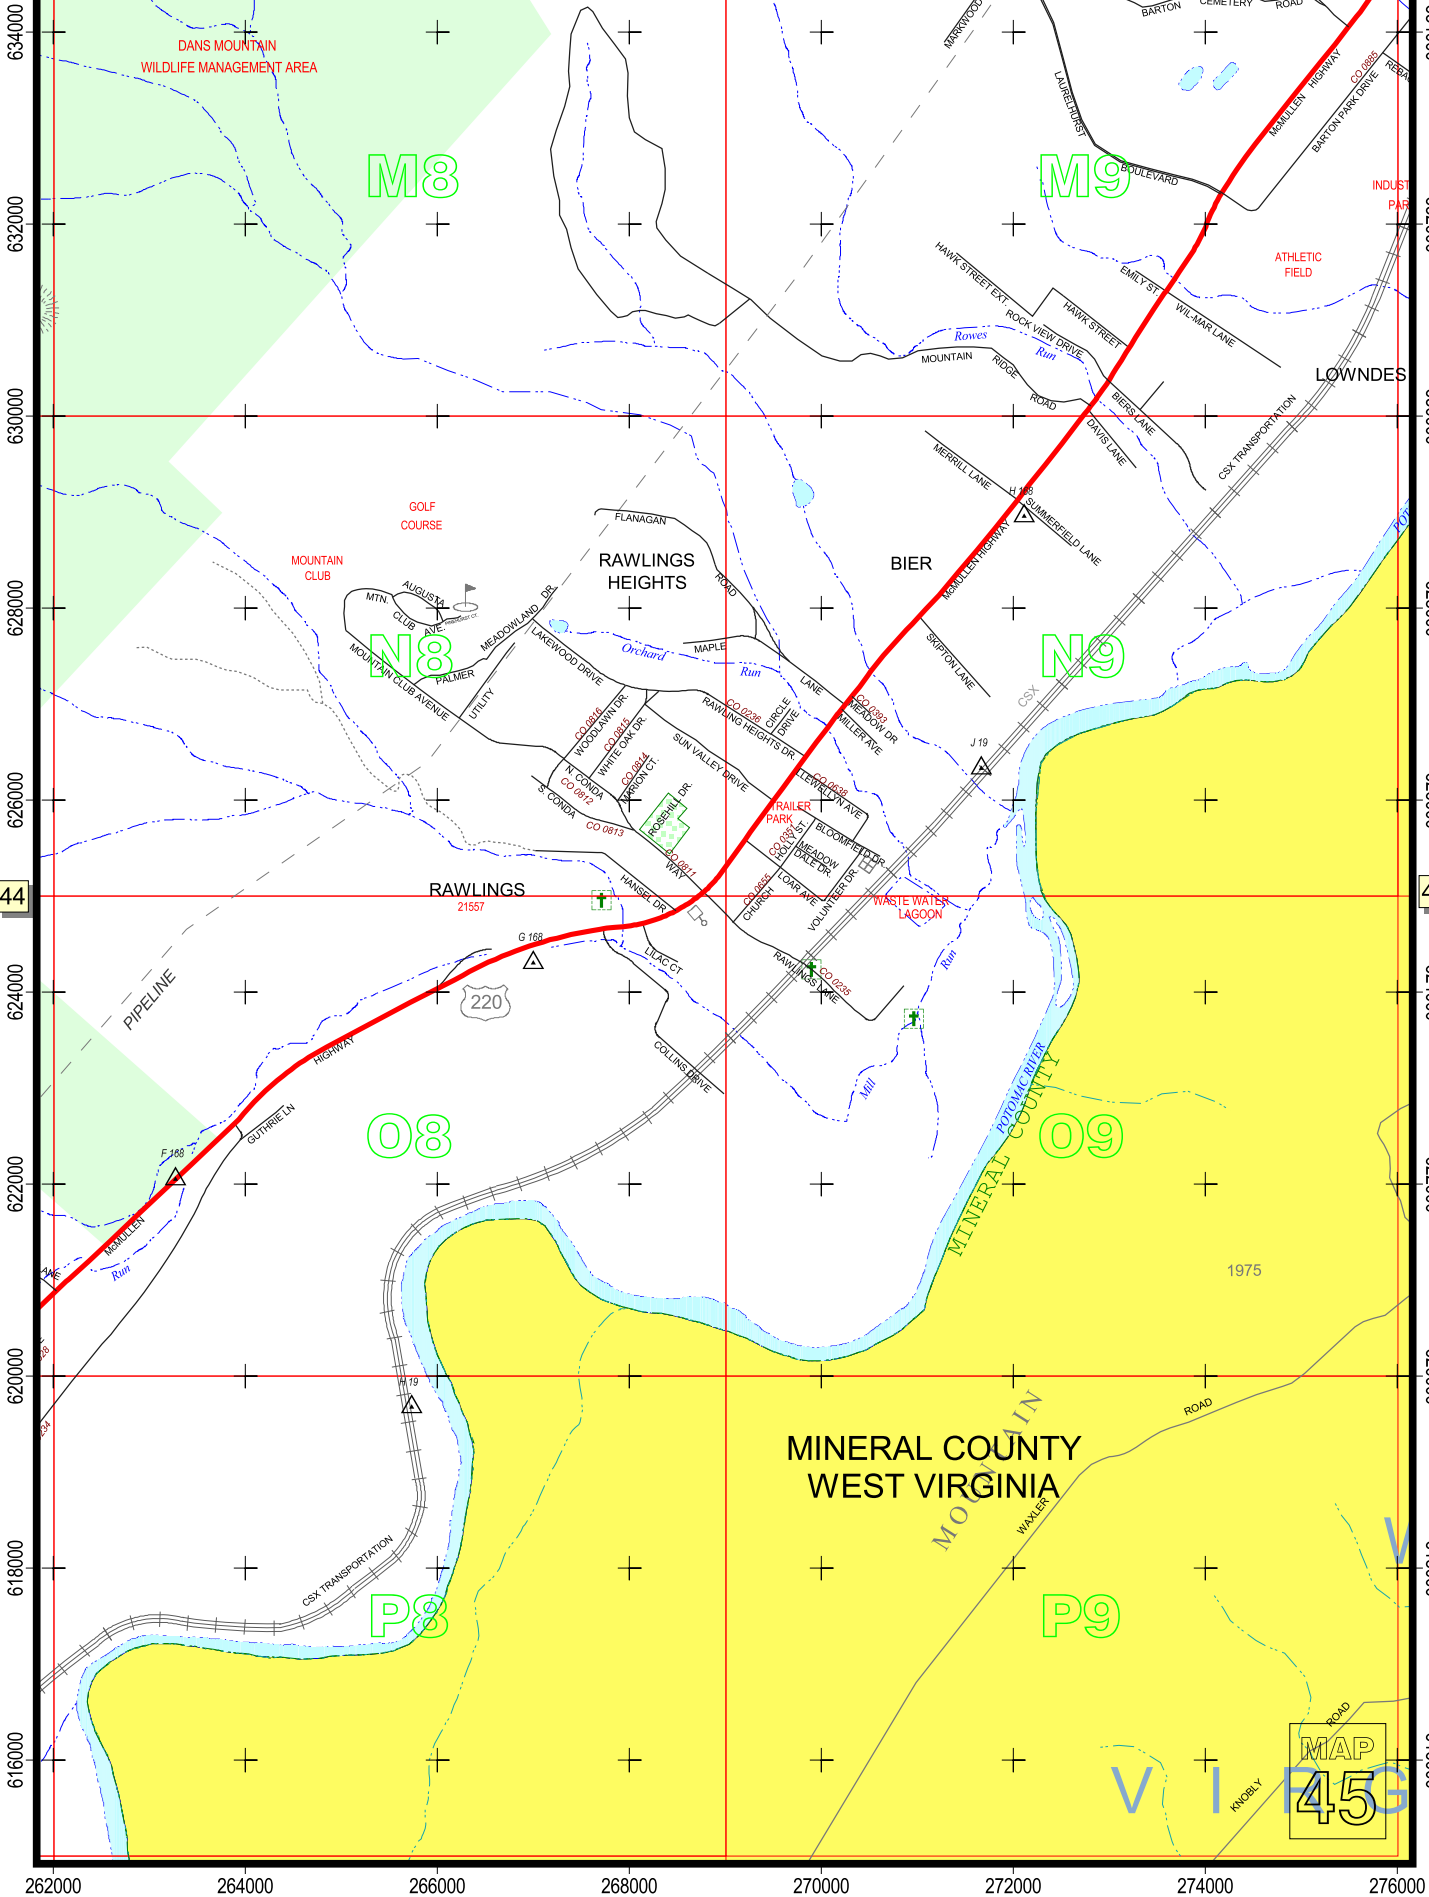 BARTON
CEMETERY
ROAD
MARKWOOD
634000
DANS MOUNTAIN
WILDLIFE MANAGEMENT AREA
LAURELHURST
BOULEVARD
McMULLEN
HIGHWAY
CO 0885
BARTON PARK DRIVE
M8
M9
632000
ATHLETIC
FIELD
HAWK STREET EXT.
EMILY ST.
WIL-MAR LANE
HAWK STREET
ROCK VIEW DRIVE
Rowes
Run
MOUNTAIN
RIDGE
ROAD
LOWNDES
BIERS LANE
DAVIS LANE
CSX TRANSPORTATION
630000
MERRILL LANE
H 168
SUMMERFIELD LANE
McMULLEN HIGHWAY
GOLF
COURSE
FLANAGAN
ROAD
RAWLINGS
HEIGHTS
BIER
MOUNTAIN
CLUB
628000
MTN.
CLUB
AVE.
AUGUSTA
MEADOWLAND
DR.
N8
N9
MOUNTAIN CLUB AVENUE
PALMER
UTILITY
LAKEWOOD DRIVE
Orchard
Run
MAPLE
LANE
SKIPTON LANE
CSX
CO 0816
WOODLAWN DR.
CO 0815
WHITE OAK DR.
CO 0814
MARION CT.
CO 0236
RAWLING HEIGHTS DR.
CIRCLE
DRIVE
CO 0393
MEADOW DR
MILLER AVE
SUN VALLEY DRIVE
J 19
626000
N. CONDA
CO 0812
S. CONDA
CO 0813
ROSEHILL DR.
CO 0811
WAY
CO 0638
LLEWELLYN AVE
TRAILER
PARK
CO 0351
HOLLY ST.
BLOOMFIELD DR.
MEADOW
DALE DR.
LOAR AVE
VOLUNTEER DR.
CO 0655
CHURCH
44
RAWLINGS
21557
HANSEL DR.
WASTE WATER
LAGOON
G 168
LILAC CT
RAWLINGS LANE
CO 0235
Run
624000
PIPELINE
220
HIGHWAY
COLLINS DRIVE
Mill
POTOMAC RIVER
MINERAL COUNTY
GUTHRIE LN
O8
O9
F 168
622000
McMULLEN
Run
1975
620000
H 19
MINERAL COUNTY
WEST VIRGINIA
MOUNTAIN
WAXLER
ROAD
618000
CSX TRANSPORTATION
P8
P9
616000
V I R G
KNOBLY
ROAD
MAP
45
262000 264000 266000 268000 270000 272000 274000 276000